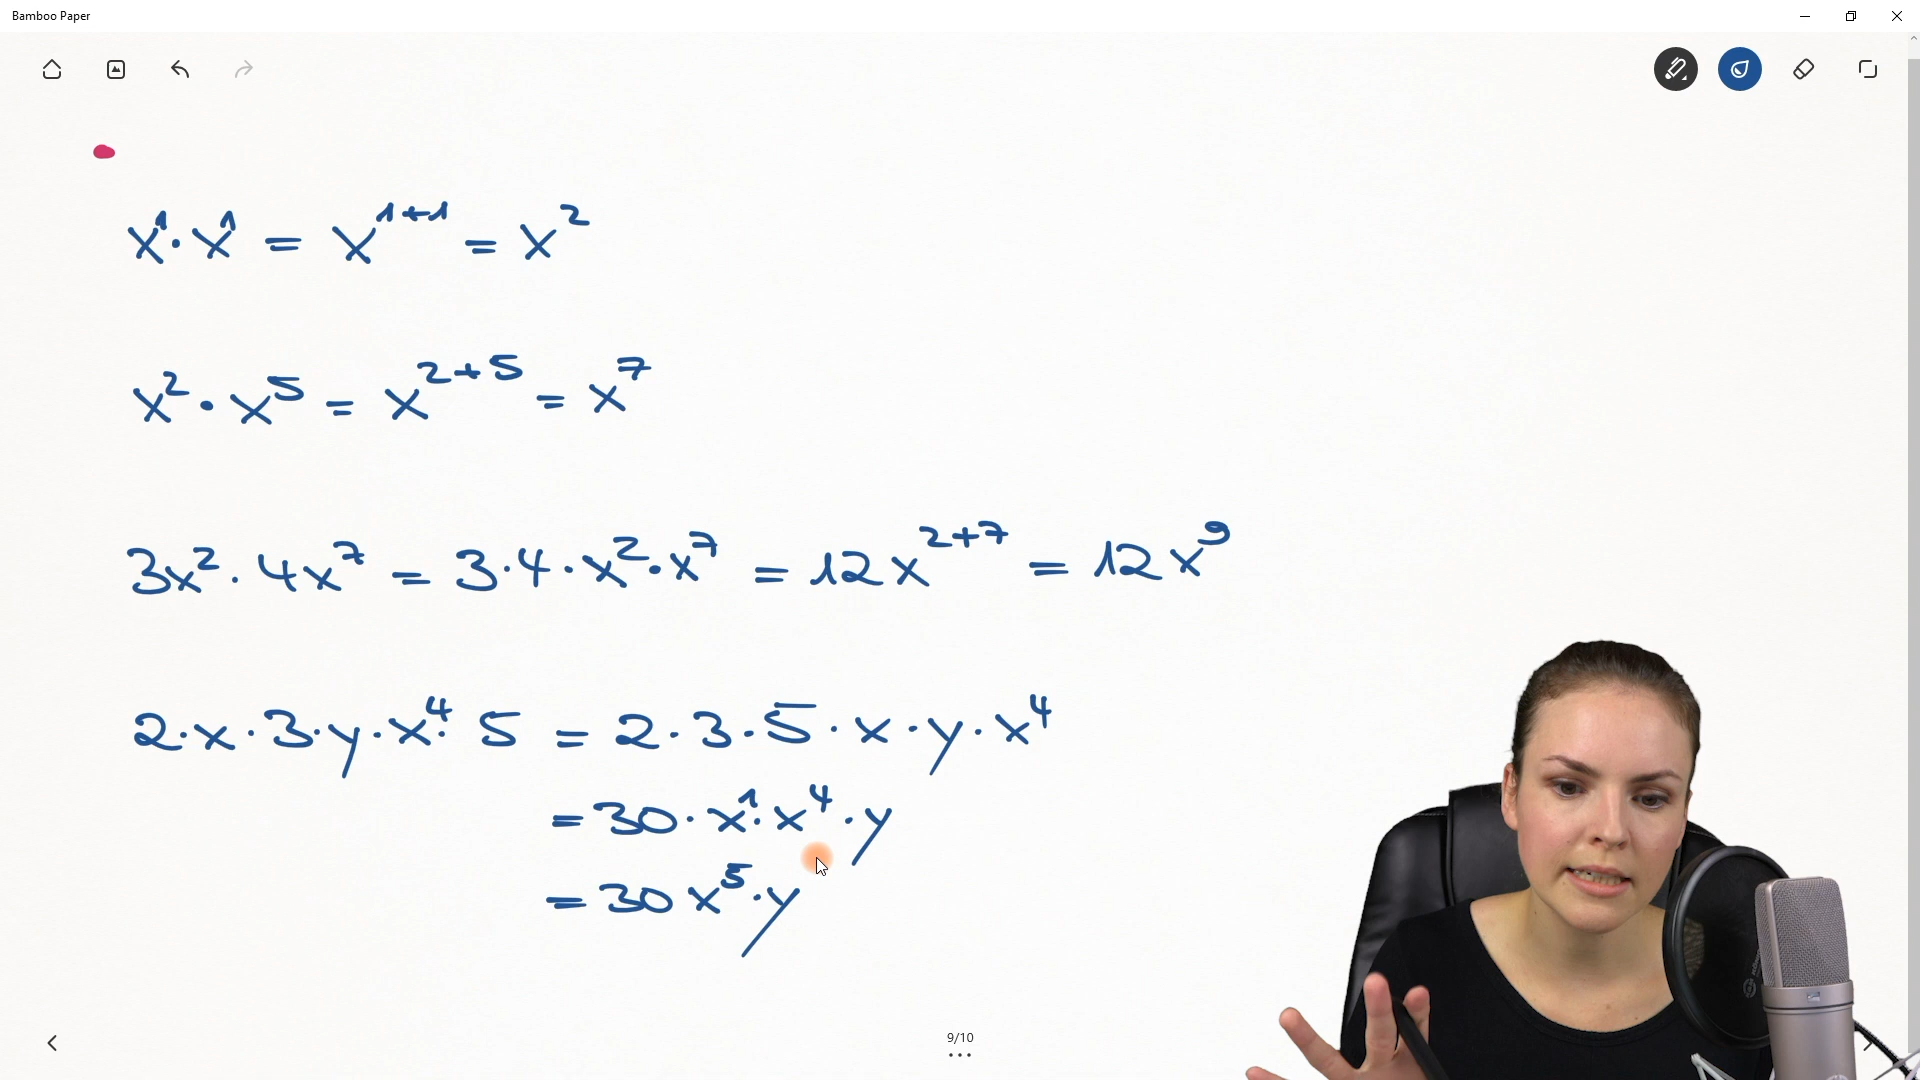 Bamboo Paper
x¹·x¹ = x¹⁺¹ = x²
x²·x⁵ = x²⁺⁵ = x⁷
3x²·4x⁷ = 3·4·x²·x⁷ = 12x²⁺⁷ = 12x⁹
2·x·3·y·x⁴·5 = 2·3·5·x·y·x⁴
= 30·x¹·x⁴·y
= 30x⁵·y
9/10